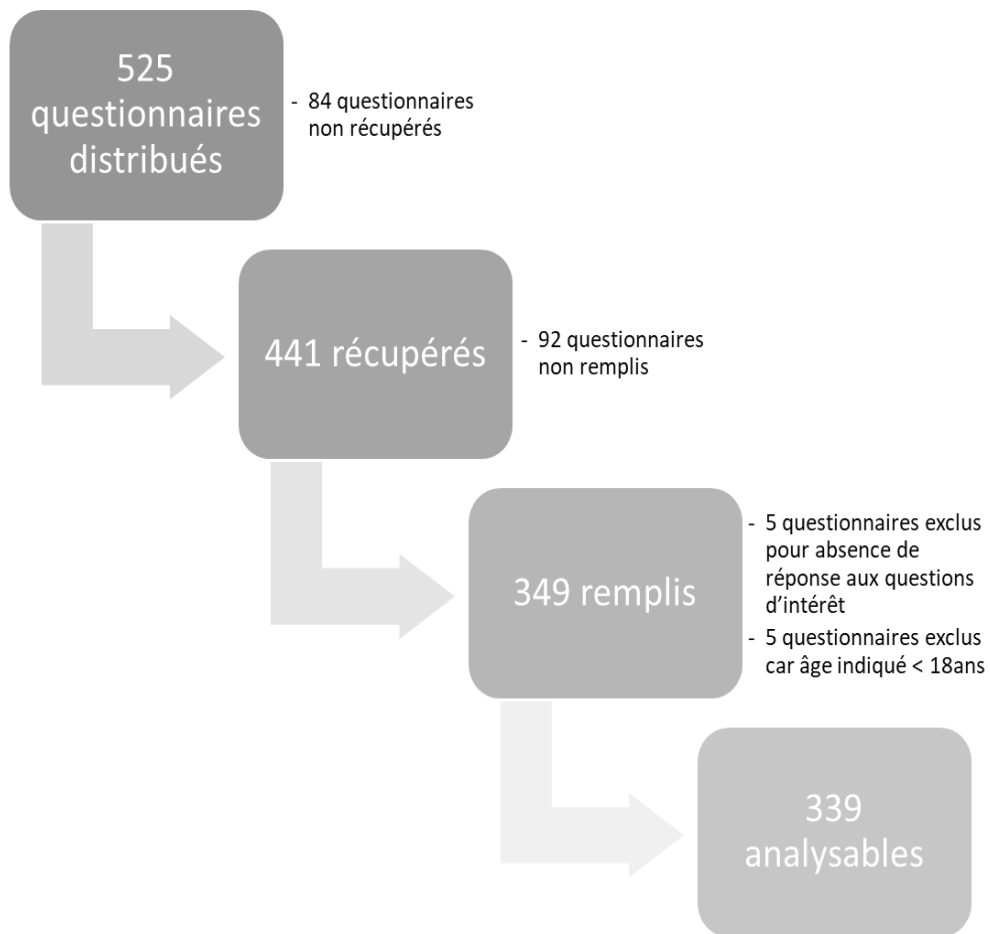 525
questionnaires
distribués
- 84 questionnaires
non récupérés
441 récupérés
- 92 questionnaires
non remplis
349 remplis
- 5 questionnaires exclus
pour absence de
réponse aux questions
d'intérêt
- 5 questionnaires exclus
car âge indiqué < 18ans
339
analysables